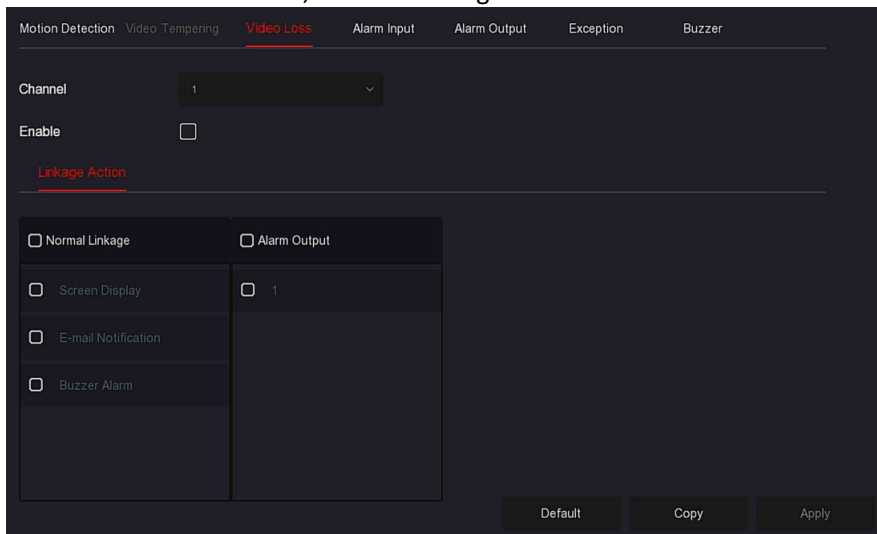 Motion Detection Video Tempering Video Loss Alarm Input Alarm Output Exception Buzzer
Channel 1
Enable
Linkage Action
Normal Linkage Alarm Output
Screen Display 1
E-mail Notification
Buzzer Alarm
Default Copy Apply